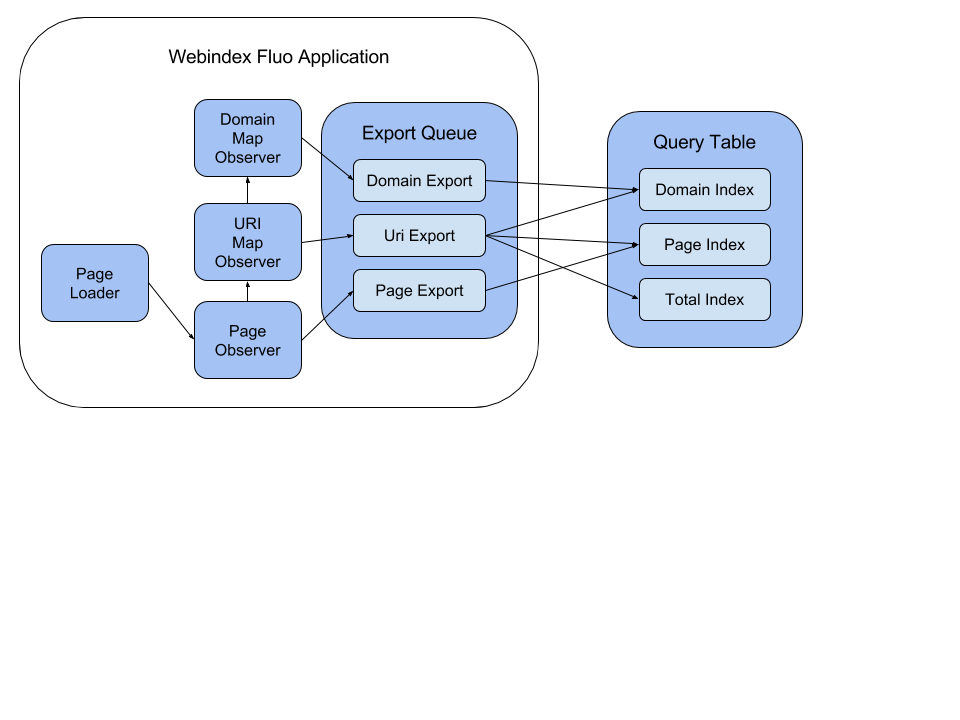 Webindex Fluo Application
Domain
Map
Observer
URI
Map
Observer
Page
Loader
Page
Observer
Export Queue
Domain Export
Uri Export
Page Export
Query Table
Domain Index
Page Index
Total Index